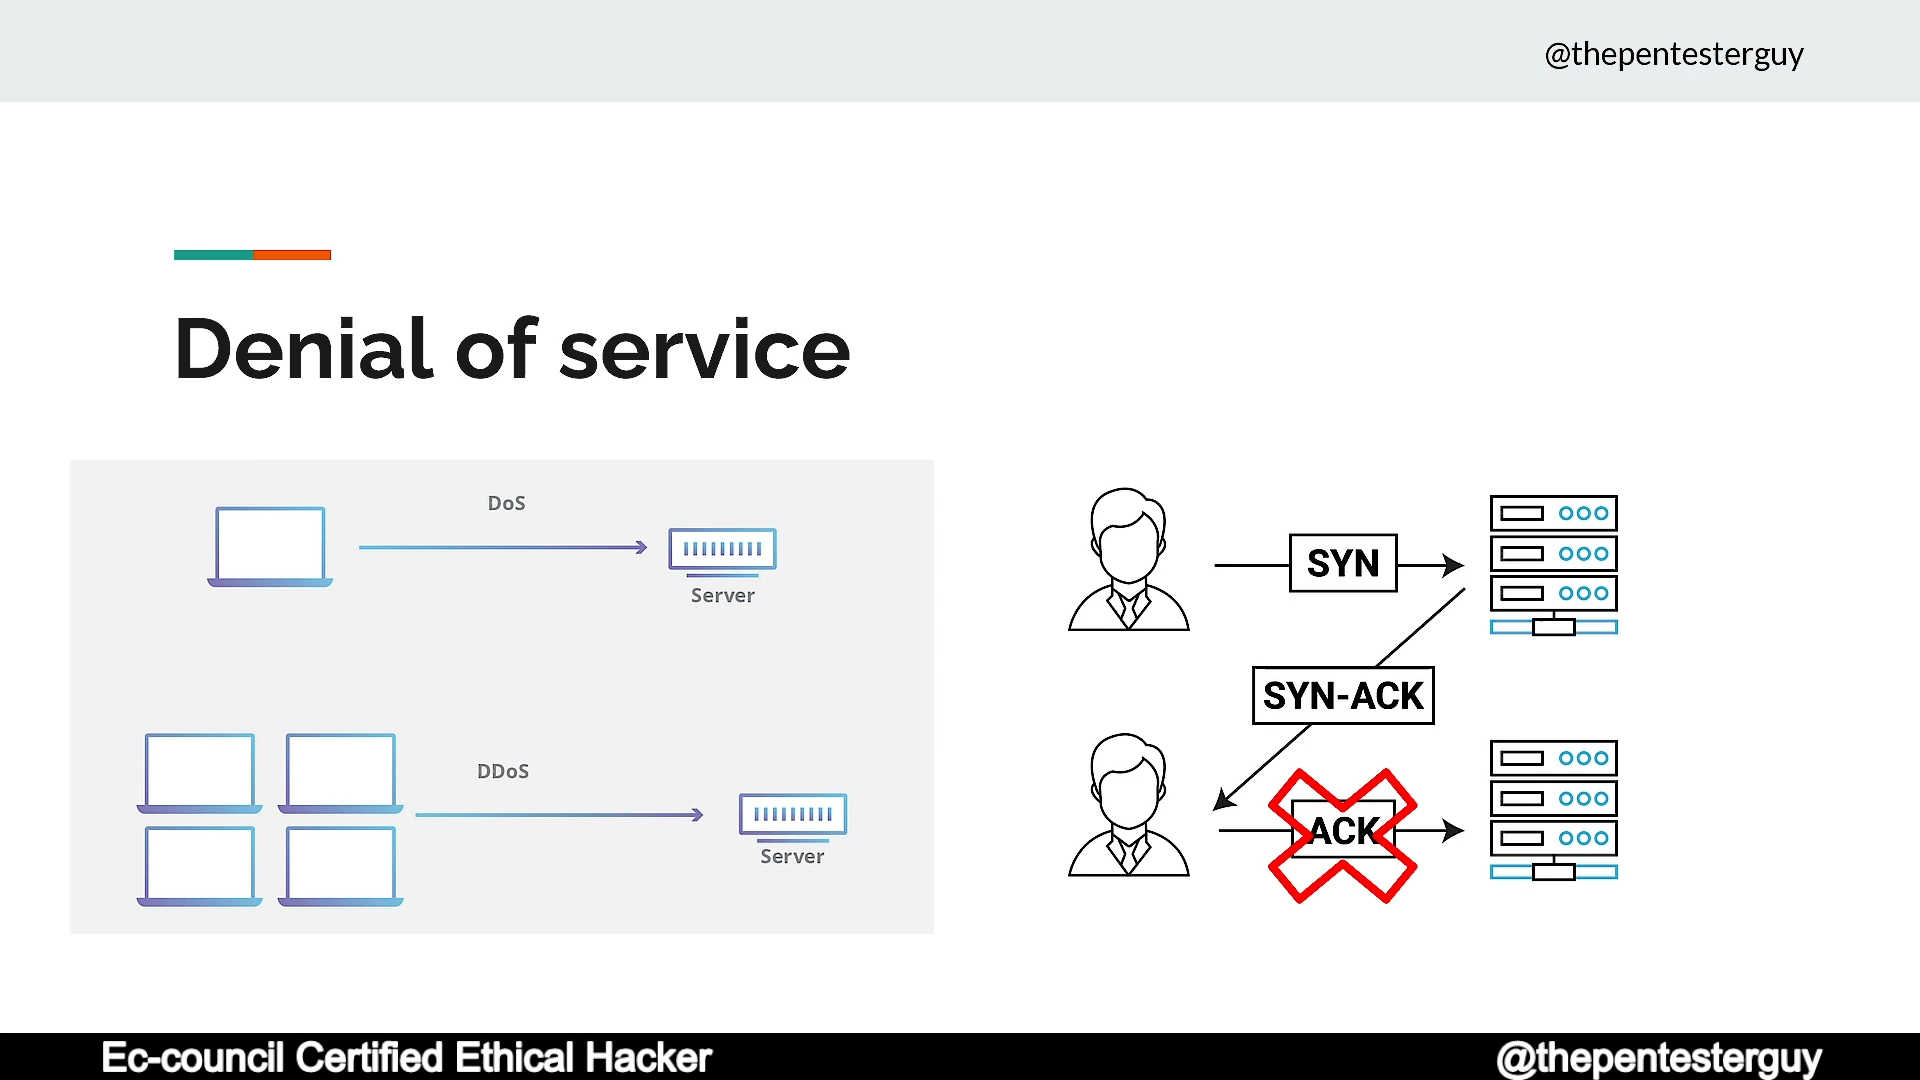 @thepentesterguy
Denial of service
DoS
Server
DDoS
Server
SYN
SYN-ACK
ACK
Ec-council Certified Ethical Hacker
@thepentesterguy